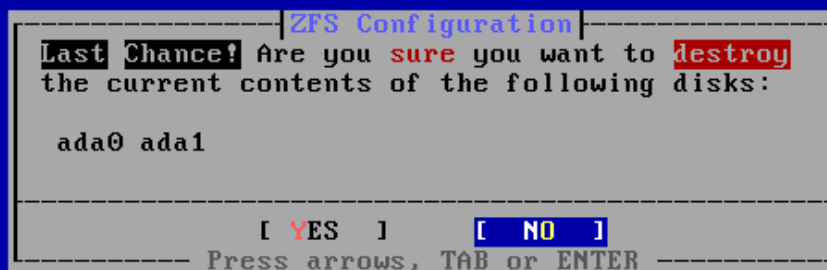 ZFS Configuration
Last Chance! Are you sure you want to destroy
the current contents of the following disks:
ada0 ada1
[ YES ] [ NO ]
Press arrows, TAB or ENTER